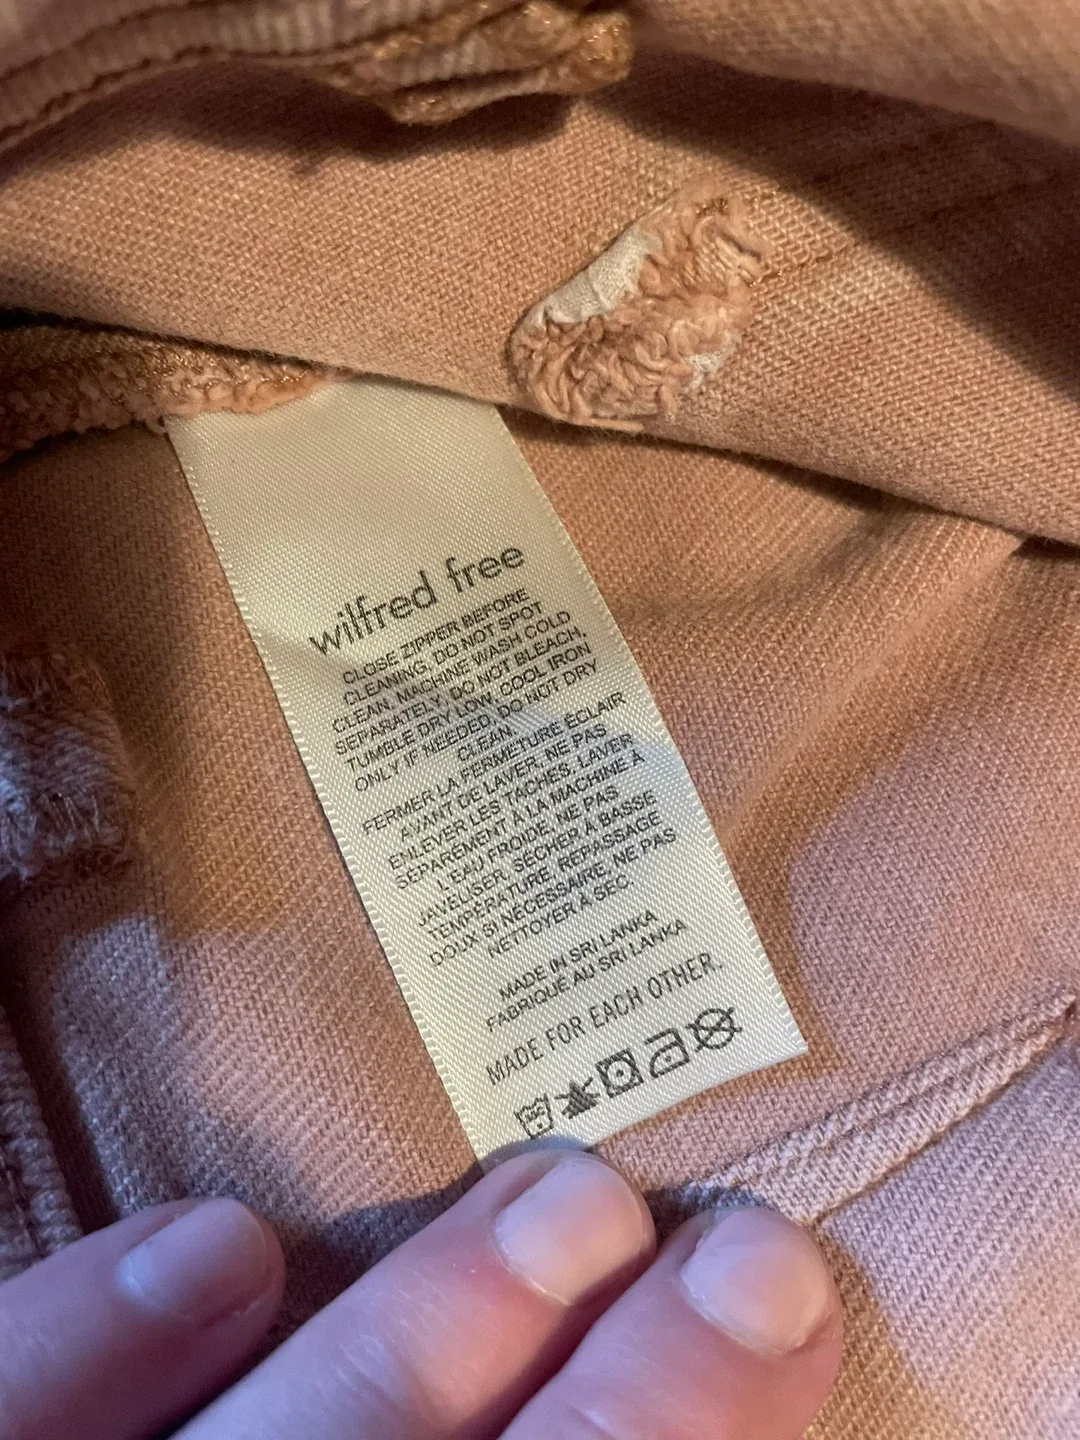 wilfred free
CLOSE ZIPPER BEFORE
CLEANING, DO NOT SPOT
CLEAN, MACHINE WASH COLD
SEPARATELY, DO NOT BLEACH,
TUMBLE DRY LOW, COOL IRON
ONLY IF NEEDED, DO NOT DRY
CLEAN.
FERMER LA FERMETURE ÉCLAIR
AVANT DE LAVER, NE PAS
ENLEVER LES TACHES, LAVER
SÉPAREMENT À LA MACHINE À
L'EAU FROIDE, NE PAS
JAVELISER, SÉCHER À BASSE
TEMPÉRATURE, REPASSAGE
DOUX SI NÉCESSAIRE, NE PAS
NETTOYER À SEC.
MADE IN SRI LANKA
FABRIQUÉ AU SRI LANKA
MADE FOR EACH OTHER.